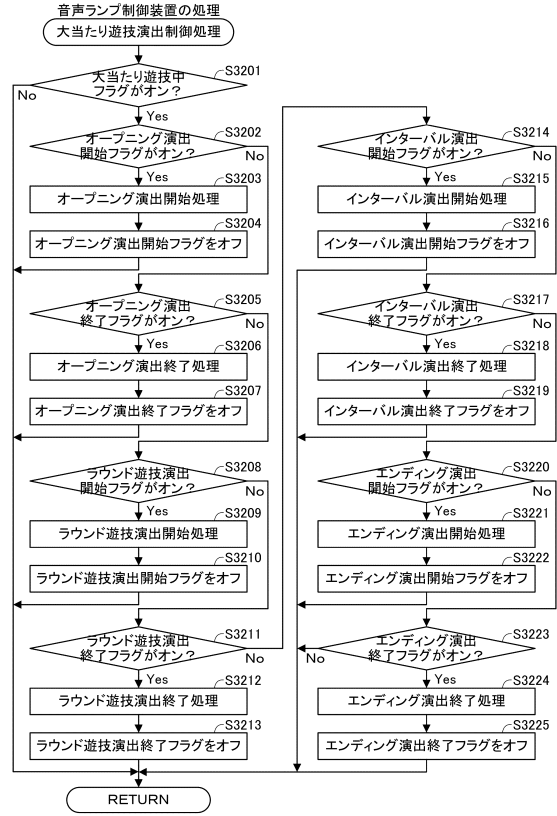 音声ランプ制御装置の処理
大当たり遊技演出制御処理
S3201
大当たり遊技中
フラグがオン？
No
Yes
S3202
オープニング演出
開始フラグがオン？
No
Yes
S3203
オープニング演出開始処理
S3204
オープニング演出開始フラグをオフ
S3205
オープニング演出
終了フラグがオン？
No
Yes
S3206
オープニング演出終了処理
S3207
オープニング演出終了フラグをオフ
S3208
ラウンド遊技演出
開始フラグがオン？
No
Yes
S3209
ラウンド遊技演出開始処理
S3210
ラウンド遊技演出開始フラグをオフ
S3211
ラウンド遊技演出
終了フラグがオン？
No
Yes
S3212
ラウンド遊技演出終了処理
S3213
ラウンド遊技演出終了フラグをオフ
S3214
インターバル演出
開始フラグがオン？
No
Yes
S3215
インターバル演出開始処理
S3216
インターバル演出開始フラグをオフ
S3217
インターバル演出
終了フラグがオン？
No
Yes
S3218
インターバル演出終了処理
S3219
インターバル演出終了フラグをオフ
S3220
エンディング演出
開始フラグがオン？
No
Yes
S3221
エンディング演出開始処理
S3222
エンディング演出開始フラグをオフ
S3223
エンディング演出
終了フラグがオン？
No
Yes
S3224
エンディング演出終了処理
S3225
エンディング演出終了フラグをオフ
RETURN